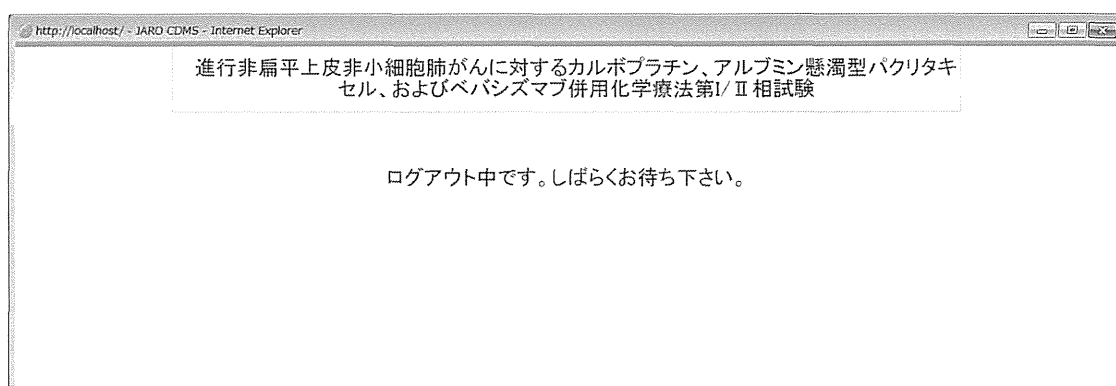 http://localhost/ - JARO CDMS - Internet Explorer
進行非扁平上皮非小細胞肺がんに対するカルボプラチン、アルブミン懸濁型パクリタキ
セル、およびベバシズマブ併用化学療法第I/Ⅱ相試験
ログアウト中です。しばらくお待ち下さい。